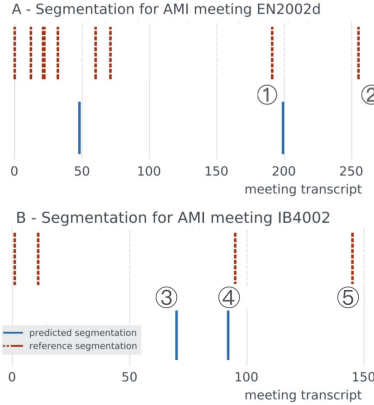 A - Segmentation for AMI meeting EN2002d
① ②
0 50 100 150 200 250
meeting transcript
B - Segmentation for AMI meeting IB4002
③ ④ ⑤
predicted segmentation
reference segmentation
0 50 100 150
meeting transcript